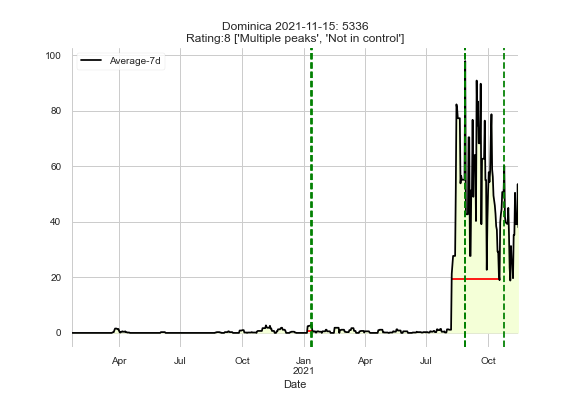 Dominica 2021-11-15: 5336
Rating:8 ['Multiple peaks', 'Not in control']
100
Average-7d
80
60
40
20
0
Apr Jul Oct Jan Apr Jul Oct
2021
Date